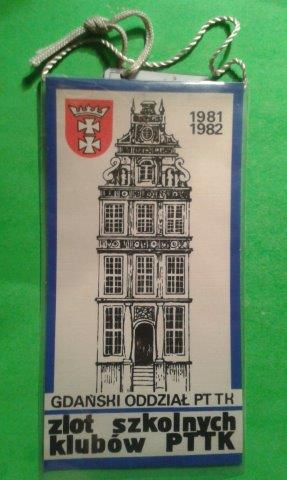 1981
1982
GDAŃSKI ODDZIAŁ PTTK
zlot szkolnych
klubów PTTK